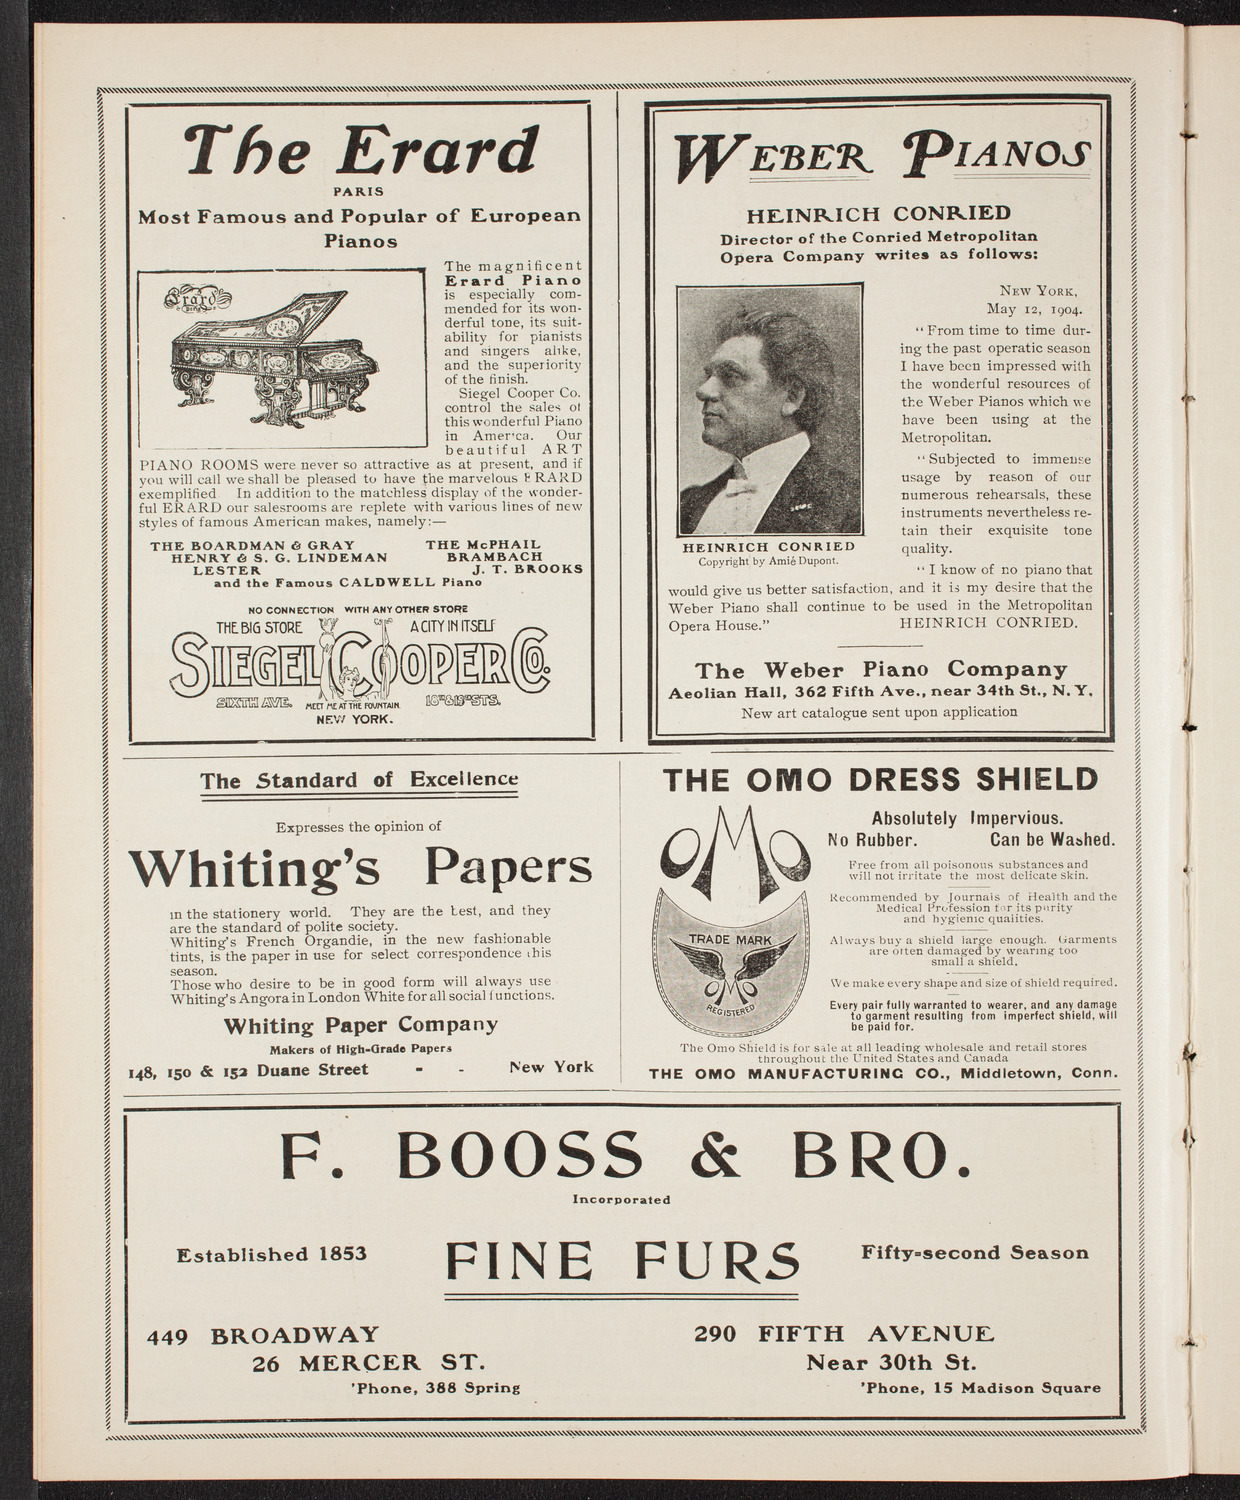 The Erard
PARIS
Most Famous and Popular of European
Pianos
Erard
The magnificent
Erard Piano
is especially com-
mended for its won-
derful tone, its suit-
ability for pianists
and singers alike,
and the superiority
of the finish.
Siegel Cooper Co.
control the sales of
this wonderful Piano
in America. Our
beautiful ART
PIANO ROOMS were never so attractive as at present, and if
you will call we shall be pleased to have the marvelous ERARD
exemplified In addition to the matchless display of the wonder-
ful ERARD our salesrooms are replete with various lines of new
styles of famous American makes, namely:—
THE BOARDMAN & GRAY THE McPHAIL
HENRY & S. G. LINDEMAN BRAMBACH
LESTER J. T. BROOKS
and the Famous CALDWELL Piano
NO CONNECTION WITH ANY OTHER STORE
THE BIG STORE A CITY IN ITSELF
SIEGEL COOPER CO.
SIXTH AVE. MEET ME AT THE FOUNTAIN 18TH & 19TH STS.
NEW YORK.
WEBER PIANOS
HEINRICH CONRIED
Director of the Conried Metropolitan
Opera Company writes as follows:
NEW YORK,
May 12, 1904.
"From time to time dur-
ing the past operatic season
I have been impressed with
the wonderful resources of
the Weber Pianos which we
have been using at the
Metropolitan.
"Subjected to immense
usage by reason of our
numerous rehearsals, these
instruments nevertheless re-
tain their exquisite tone
quality.
HEINRICH CONRIED
Copyright by Amié Dupont.
"I know of no piano that
would give us better satisfaction, and it is my desire that the
Weber Piano shall continue to be used in the Metropolitan
Opera House." HEINRICH CONRIED.
The Weber Piano Company
Aeolian Hall, 362 Fifth Ave., near 34th St., N. Y.
New art catalogue sent upon application
The Standard of Excellence
Expresses the opinion of
Whiting's Papers
in the stationery world. They are the best, and they
are the standard of polite society.
Whiting's French Organdie, in the new fashionable
tints, is the paper in use for select correspondence this
season.
Those who desire to be in good form will always use
Whiting's Angora in London White for all social functions.
Whiting Paper Company
Makers of High-Grade Papers
148, 150 & 152 Duane Street - - New York
THE OMO DRESS SHIELD
OMO
TRADE MARK
OMO
REGISTERED
Absolutely Impervious.
No Rubber. Can be Washed.
Free from all poisonous substances and
will not irritate the most delicate skin.
Recommended by Journals of Health and the
Medical Profession for its purity
and hygienic qualities.
Always buy a shield large enough. Garments
are often damaged by wearing too
small a shield.
We make every shape and size of shield required.
Every pair fully warranted to wearer, and any damage
to garment resulting from imperfect shield, will
be paid for.
The Omo Shield is for sale at all leading wholesale and retail stores
throughout the United States and Canada
THE OMO MANUFACTURING CO., Middletown, Conn.
F. BOOSS & BRO.
Incorporated
Established 1853 FINE FURS Fifty-second Season
449 BROADWAY
26 MERCER ST.
'Phone, 388 Spring
290 FIFTH AVENUE
Near 30th St.
'Phone, 15 Madison Square